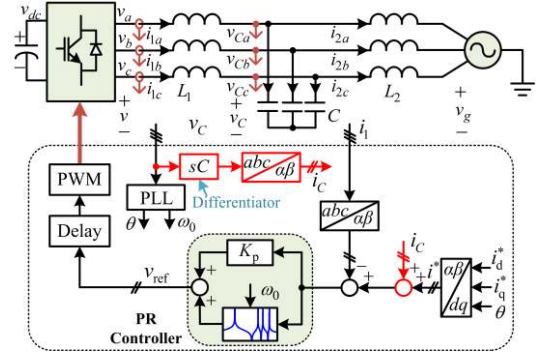 v_dc
+
−
v_a
v_b
v_c
i_1a
i_1b
i_1c
L_1
v_Ca
v_Cb
v_Cc
i_2a
i_2b
i_2c
C
L_2
+
v
−
v_C
+
v_C
−
i_1
+
v_g
−
PWM
Delay
PLL
θ
ω_0
sC
abc
αβ
i_C
Differentiator
abc
αβ
v_ref
K_p
ω_0
+
+
PR
Controller
−
+
i_C
+
+
i^*
αβ
dq
i_d^*
i_q^*
θ